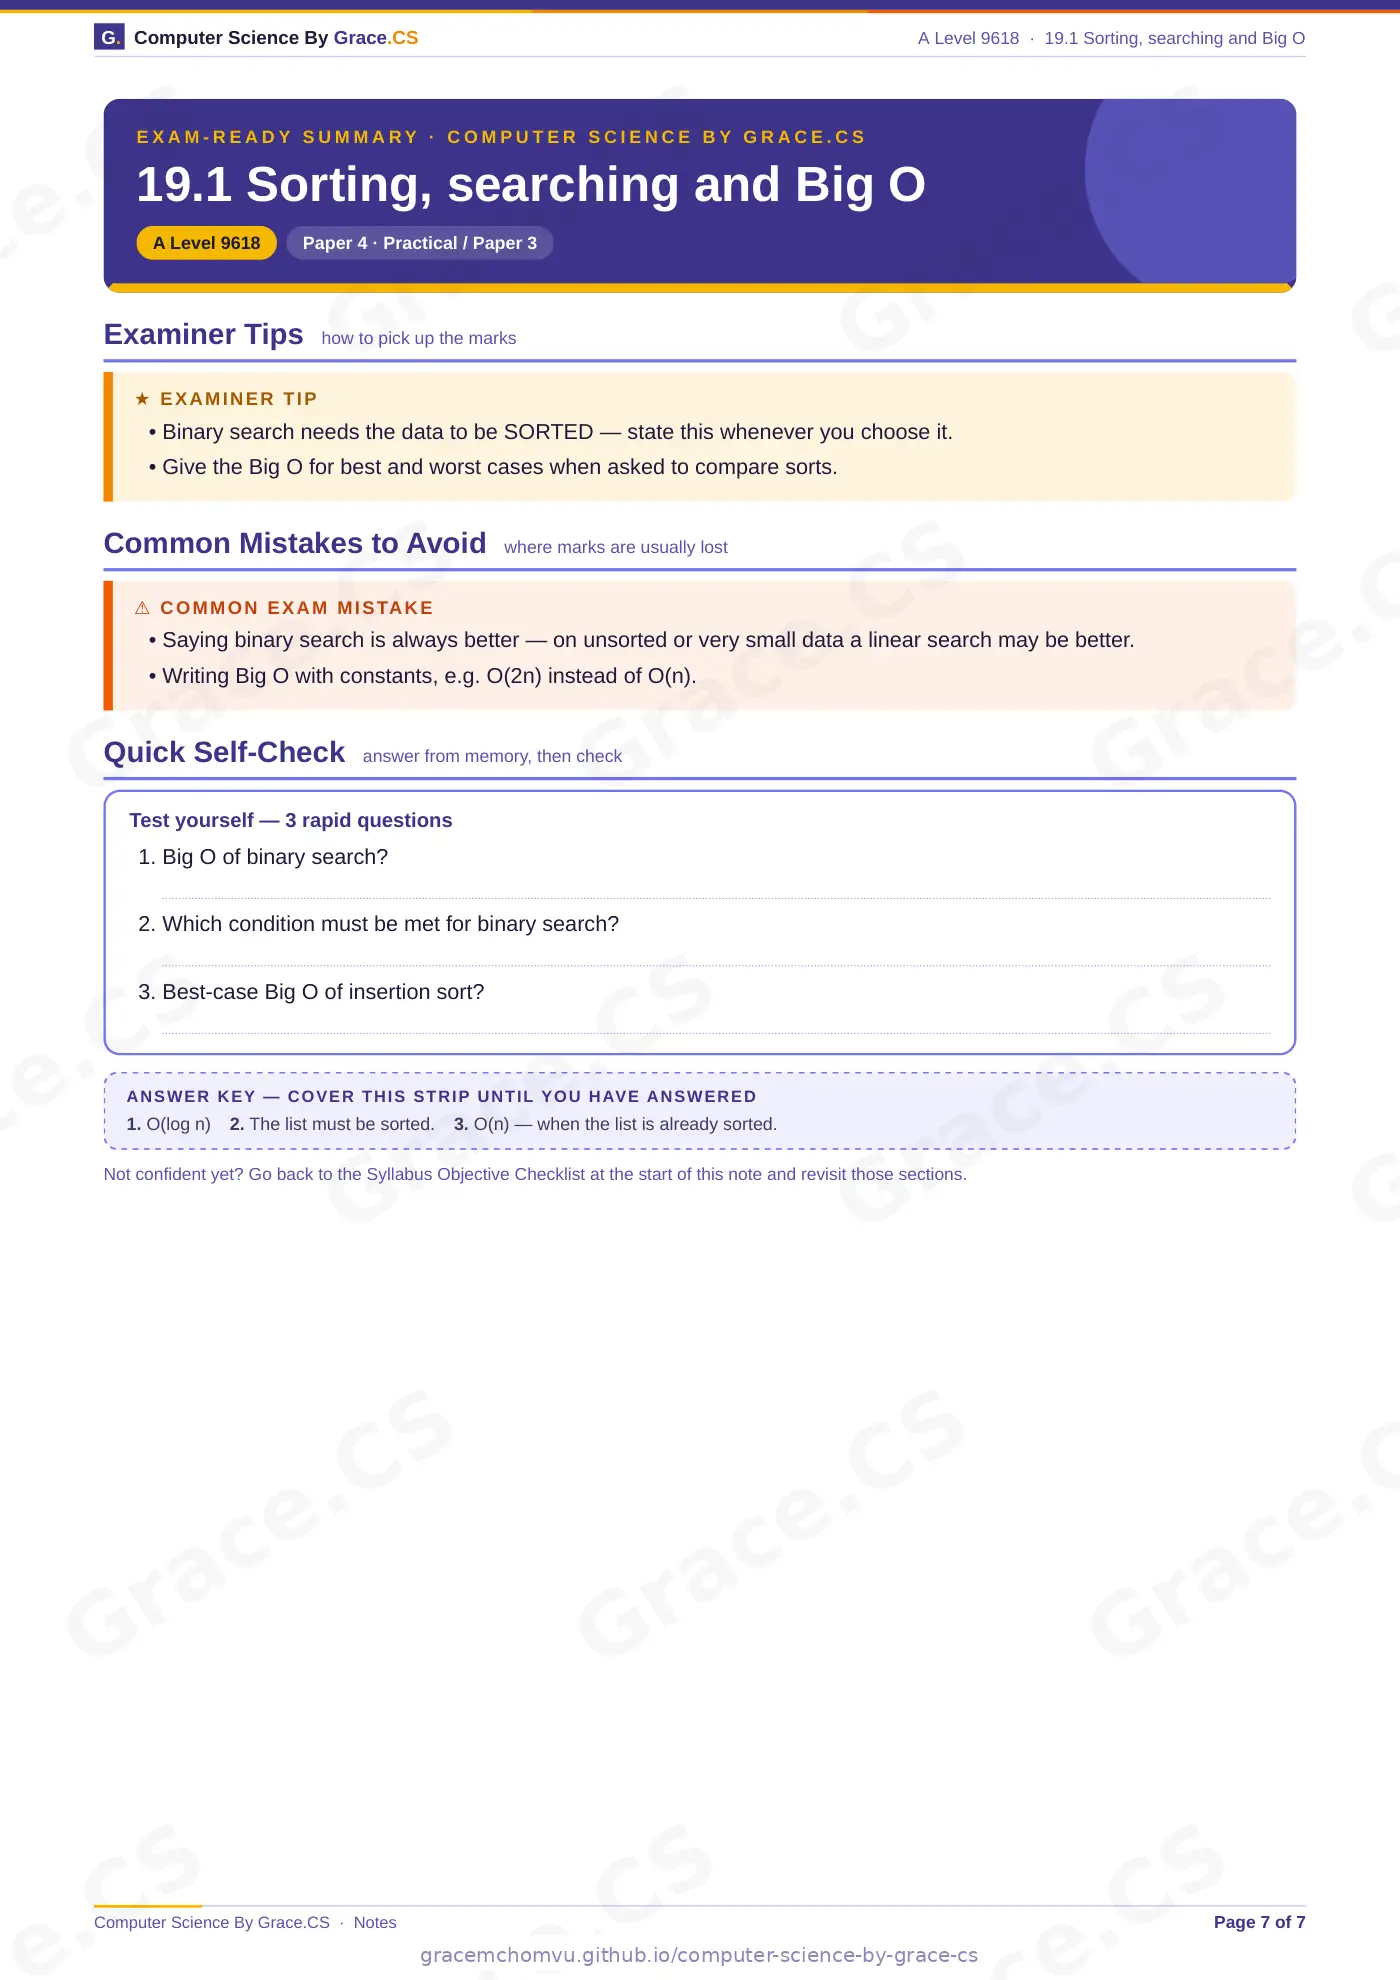 G. Computer Science By Grace.CS
A Level 9618 · 19.1 Sorting, searching and Big O
EXAM-READY SUMMARY · COMPUTER SCIENCE BY GRACE.CS
19.1 Sorting, searching and Big O
A Level 9618
Paper 4 · Practical / Paper 3
Examiner Tips how to pick up the marks
★ EXAMINER TIP
• Binary search needs the data to be SORTED — state this whenever you choose it.
• Give the Big O for best and worst cases when asked to compare sorts.
Common Mistakes to Avoid where marks are usually lost
⚠ COMMON EXAM MISTAKE
• Saying binary search is always better — on unsorted or very small data a linear search may be better.
• Writing Big O with constants, e.g. O(2n) instead of O(n).
Quick Self-Check answer from memory, then check
Test yourself — 3 rapid questions
1. Big O of binary search?
2. Which condition must be met for binary search?
3. Best-case Big O of insertion sort?
ANSWER KEY — COVER THIS STRIP UNTIL YOU HAVE ANSWERED
1. O(log n) 2. The list must be sorted. 3. O(n) — when the list is already sorted.
Not confident yet? Go back to the Syllabus Objective Checklist at the start of this note and revisit those sections.
Computer Science By Grace.CS · Notes
Page 7 of 7
gracemchomvu.github.io/computer-science-by-grace-cs